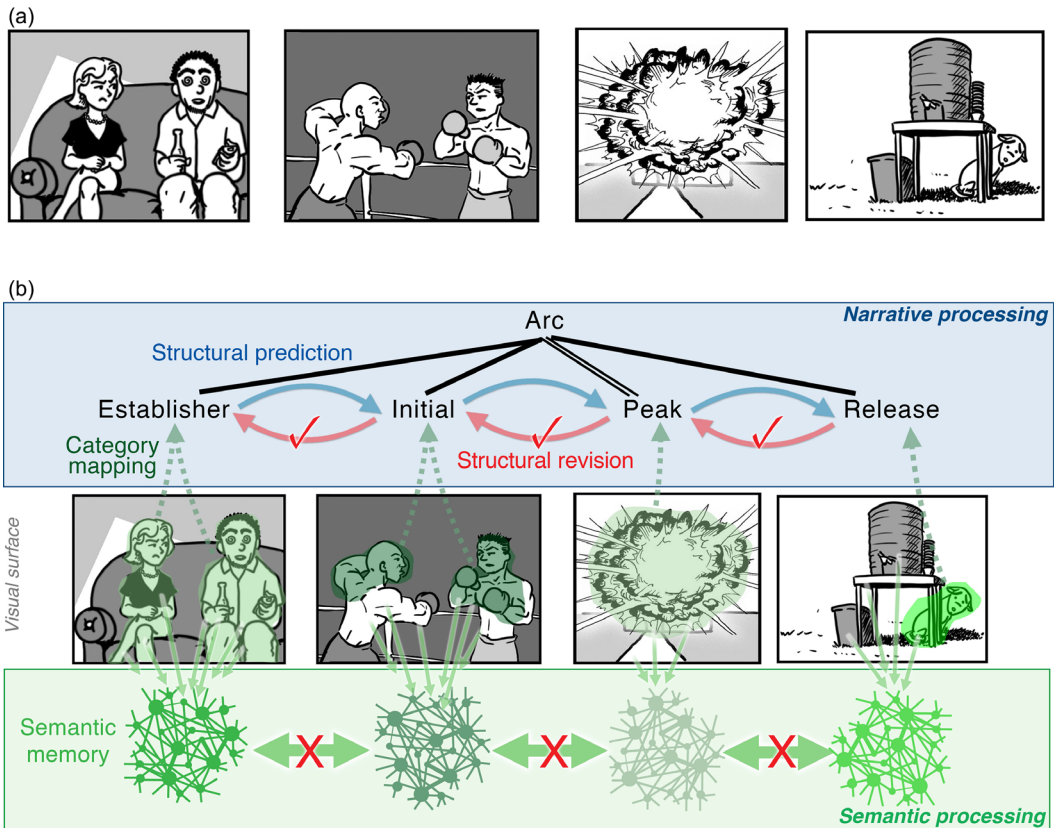 (a)
(b)
Arc
Narrative processing
Structural prediction
Establisher
Initial
Peak
Release
Category
mapping
Structural revision
Visual surface
Semantic
memory
X
X
X
Semantic processing